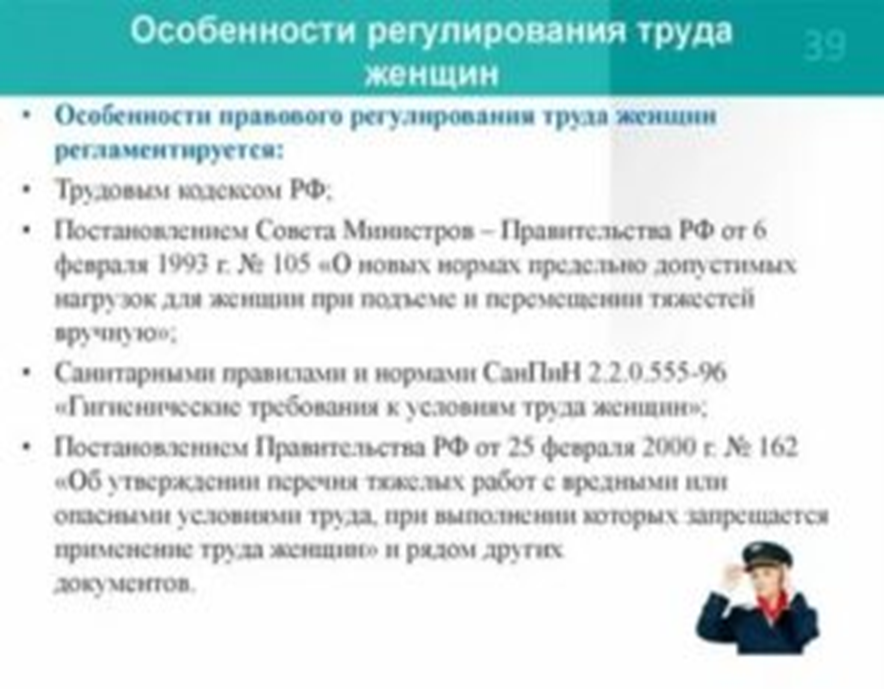 Особенности регулирования труда
женщин
39
• Особенности правового регулирования труда женщин
регламентируется:
• Трудовым кодексом РФ;
• Постановлением Совета Министров – Правительства РФ от 6
февраля 1993 г. № 105 «О новых нормах предельно допустимых
нагрузок для женщин при подъеме и перемещении тяжестей
вручную»;
• Санитарными правилами и нормами СанПиН 2.2.0.555-96
«Гигиенические требования к условиям труда женщин»;
• Постановлением Правительства РФ от 25 февраля 2000 г. № 162
«Об утверждении перечня тяжелых работ с вредными или
опасными условиями труда, при выполнении которых запрещается
применение труда женщин» и рядом других
документов.